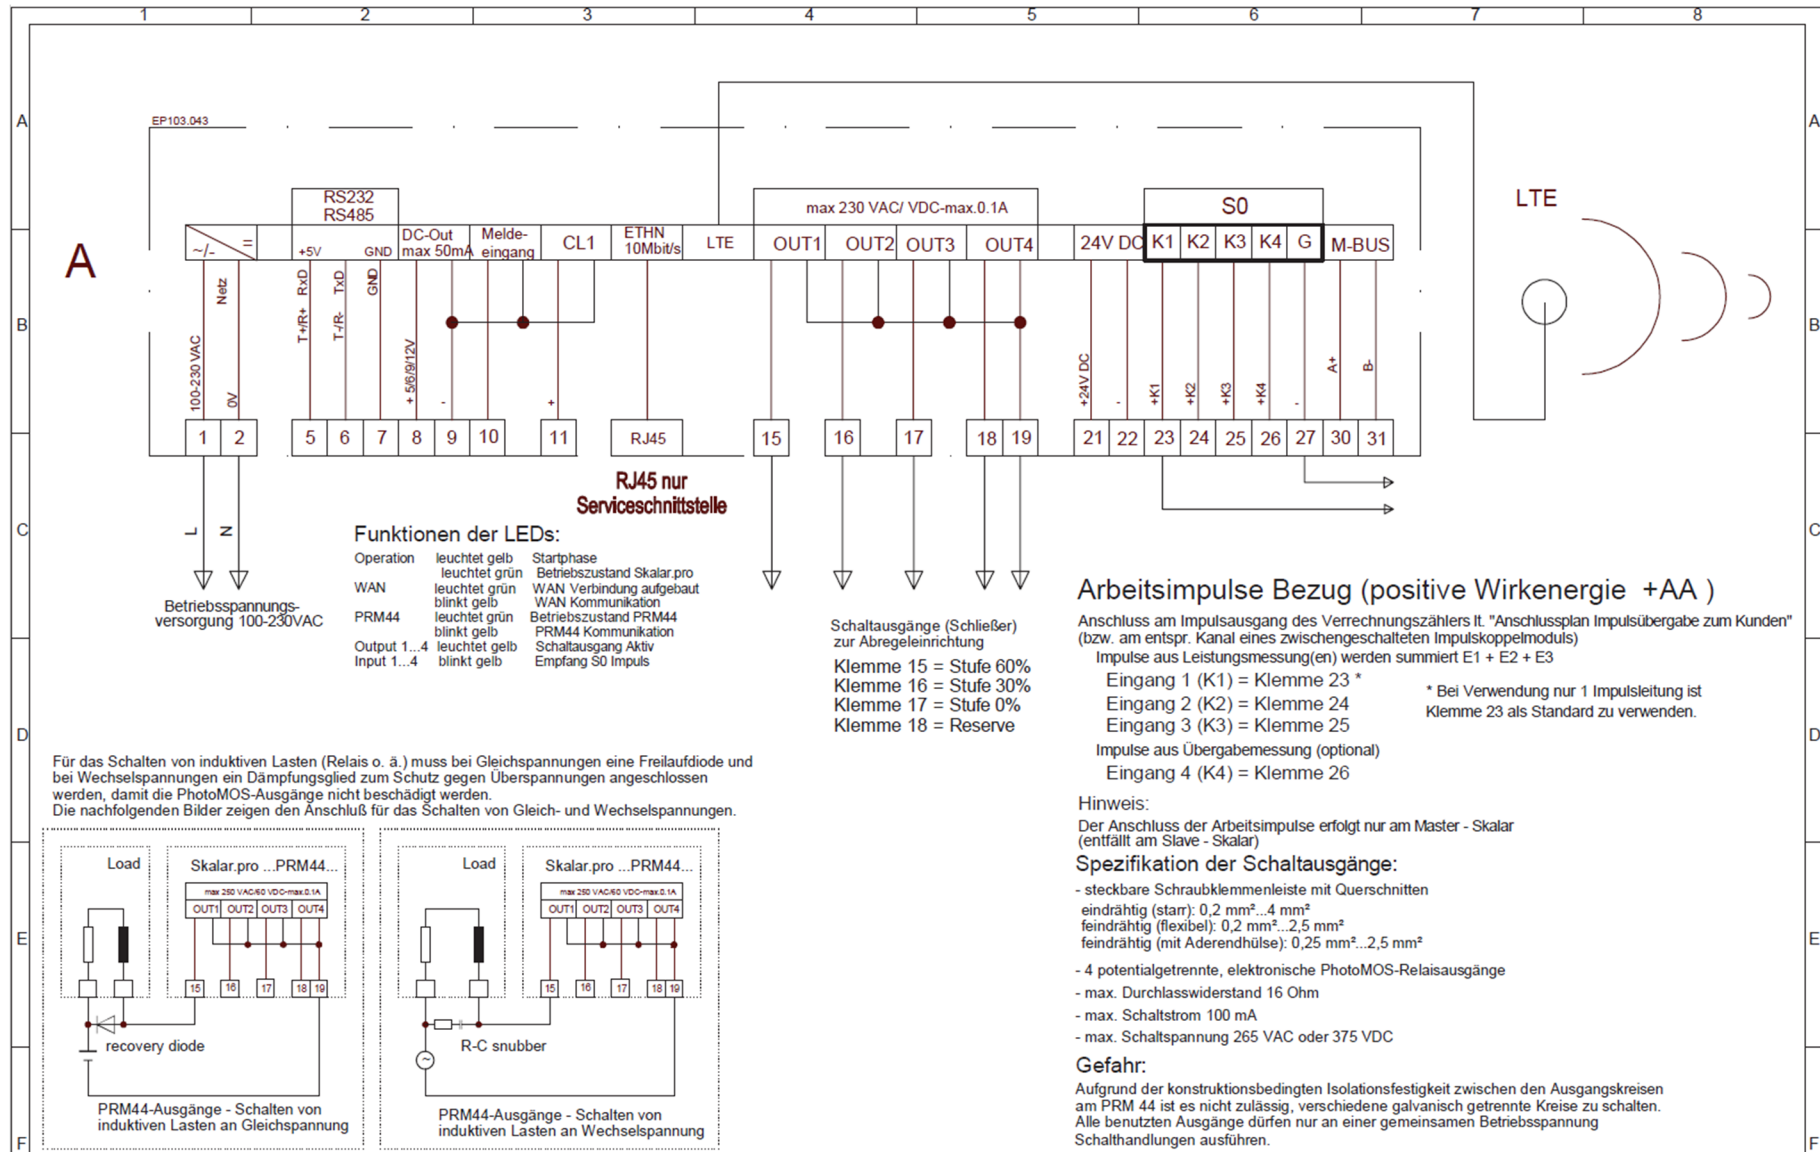 1 2 3 4 5 6 7 8
A A
EP103.043
RS232
RS485
max 230 VAC/ VDC-max.0.1A
S0
LTE
A
~/- =
+5V GND
DC-Out
max 50mA
Melde-
eingang
CL1
ETHN
10Mbit/s
LTE
OUT1 OUT2 OUT3 OUT4
24V DC K1 K2 K3 K4 G M-BUS
B B
100-230 VAC
Netz
0V
T+/R+ RxD
T-/R- TxD
GND
+ 5/6/9/12V
-
+
+24V DC
-
+K1
+K2
+K3
+K4
-
A+
B-
1 2 5 6 7 8 9 10 11 RJ45 15 16 17 18 19 21 22 23 24 25 26 27 30 31
RJ45 nur
Serviceschnittstelle
C C
L N
Betriebsspannungs-
versorgung 100-230VAC
Funktionen der LEDs:
Operation leuchtet gelb Startphase
leuchtet grün Betriebszustand Skalar.pro
WAN leuchtet grün WAN Verbindung aufgebaut
blinkt gelb WAN Kommunikation
PRM44 leuchtet grün Betriebszustand PRM44
blinkt gelb PRM44 Kommunikation
Output 1...4 leuchtet gelb Schaltausgang Aktiv
Input 1...4 blinkt gelb Empfang S0 Impuls
Schaltausgänge (Schließer)
zur Abregeleinrichtung
Klemme 15 = Stufe 60%
Klemme 16 = Stufe 30%
Klemme 17 = Stufe 0%
Klemme 18 = Reserve
Arbeitsimpulse Bezug (positive Wirkenergie +AA )
Anschluss am Impulsausgang des Verrechnungszählers lt. "Anschlussplan Impulsübergabe zum Kunden"
(bzw. am entspr. Kanal eines zwischengeschalteten Impulskoppelmoduls)
Impulse aus Leistungsmessung(en) werden summiert E1 + E2 + E3
Eingang 1 (K1) = Klemme 23 *
Eingang 2 (K2) = Klemme 24
Eingang 3 (K3) = Klemme 25
* Bei Verwendung nur 1 Impulsleitung ist
Klemme 23 als Standard zu verwenden.
Impulse aus Übergabemessung (optional)
Eingang 4 (K4) = Klemme 26
D D
Hinweis:
Der Anschluss der Arbeitsimpulse erfolgt nur am Master - Skalar
(entfällt am Slave - Skalar)
Spezifikation der Schaltausgänge:
- steckbare Schraubklemmenleiste mit Querschnitten
eindrähtig (starr): 0,2 mm²...4 mm²
feindrähtig (flexibel): 0,2 mm²...2,5 mm²
feindrähtig (mit Aderendhülse): 0,25 mm²...2,5 mm²
- 4 potentialgetrennte, elektronische PhotoMOS-Relaisausgänge
- max. Durchlasswiderstand 16 Ohm
- max. Schaltstrom 100 mA
- max. Schaltspannung 265 VAC oder 375 VDC
Gefahr:
Aufgrund der konstruktionsbedingten Isolationsfestigkeit zwischen den Ausgangskreisen
am PRM 44 ist es nicht zulässig, verschiedene galvanisch getrennte Kreise zu schalten.
Alle benutzten Ausgänge dürfen nur an einer gemeinsamen Betriebsspannung
Schalthandlungen ausführen.
Für das Schalten von induktiven Lasten (Relais o. ä.) muss bei Gleichspannungen eine Freilaufdiode und
bei Wechselspannungen ein Dämpfungsglied zum Schutz gegen Überspannungen angeschlossen
werden, damit die PhotoMOS-Ausgänge nicht beschädigt werden.
Die nachfolgenden Bilder zeigen den Anschluß für das Schalten von Gleich- und Wechselspannungen.
E E
Load
Skalar.pro ...PRM44...
max 250 VAC/60 VDC-max.0.1A
OUT1 OUT2 OUT3 OUT4
15 16 17 18 19
recovery diode
PRM44-Ausgänge - Schalten von
induktiven Lasten an Gleichspannung
Load
Skalar.pro ...PRM44...
max 250 VAC/60 VDC-max.0.1A
OUT1 OUT2 OUT3 OUT4
15 16 17 18 19
R-C snubber
~
PRM44-Ausgänge - Schalten von
induktiven Lasten an Wechselspannung
F F